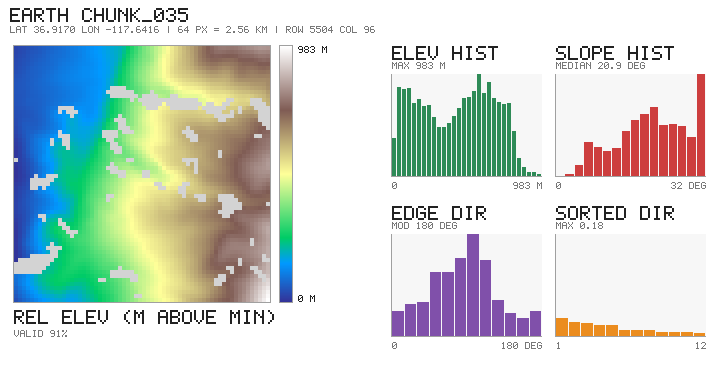 EARTH CHUNK_035
LAT 36.9170 LON -117.6416 | 64 PX = 2.56 KM | ROW 5504 COL 96
983 M
0 M
REL ELEV (M ABOVE MIN)
VALID 91%
ELEV HIST
MAX 983 M
0 983 M
SLOPE HIST
MEDIAN 20.9 DEG
0 32 DEG
EDGE DIR
MOD 180 DEG
0 180 DEG
SORTED DIR
MAX 0.18
1 12